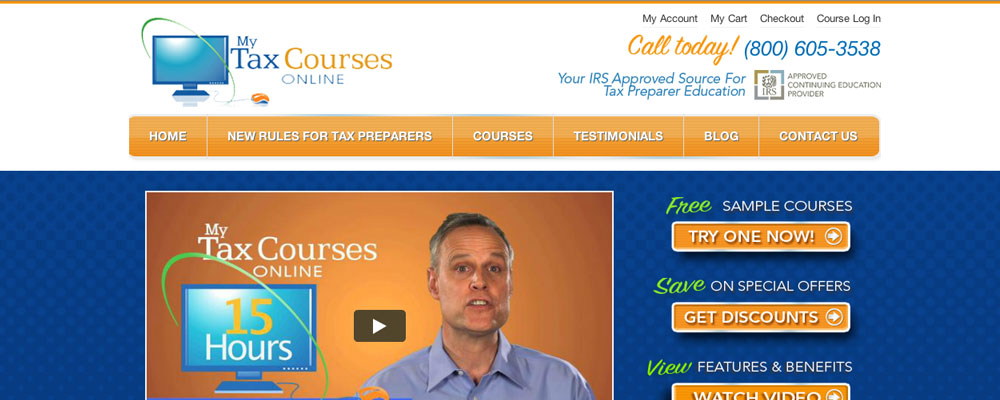 My Account My Cart Checkout Course Log In
My
Tax Courses
ONLINE
Call today! (800) 605-3538
Your IRS Approved Source For
Tax Preparer Education
IRS
APPROVED
CONTINUING EDUCATION
PROVIDER
HOME NEW RULES FOR TAX PREPARERS COURSES TESTIMONIALS BLOG CONTACT US
My
Tax Courses
ONLINE
15
Hours
Free SAMPLE COURSES
TRY ONE NOW!
Save ON SPECIAL OFFERS
GET DISCOUNTS
View FEATURES & BENEFITS
WATCH VIDEO